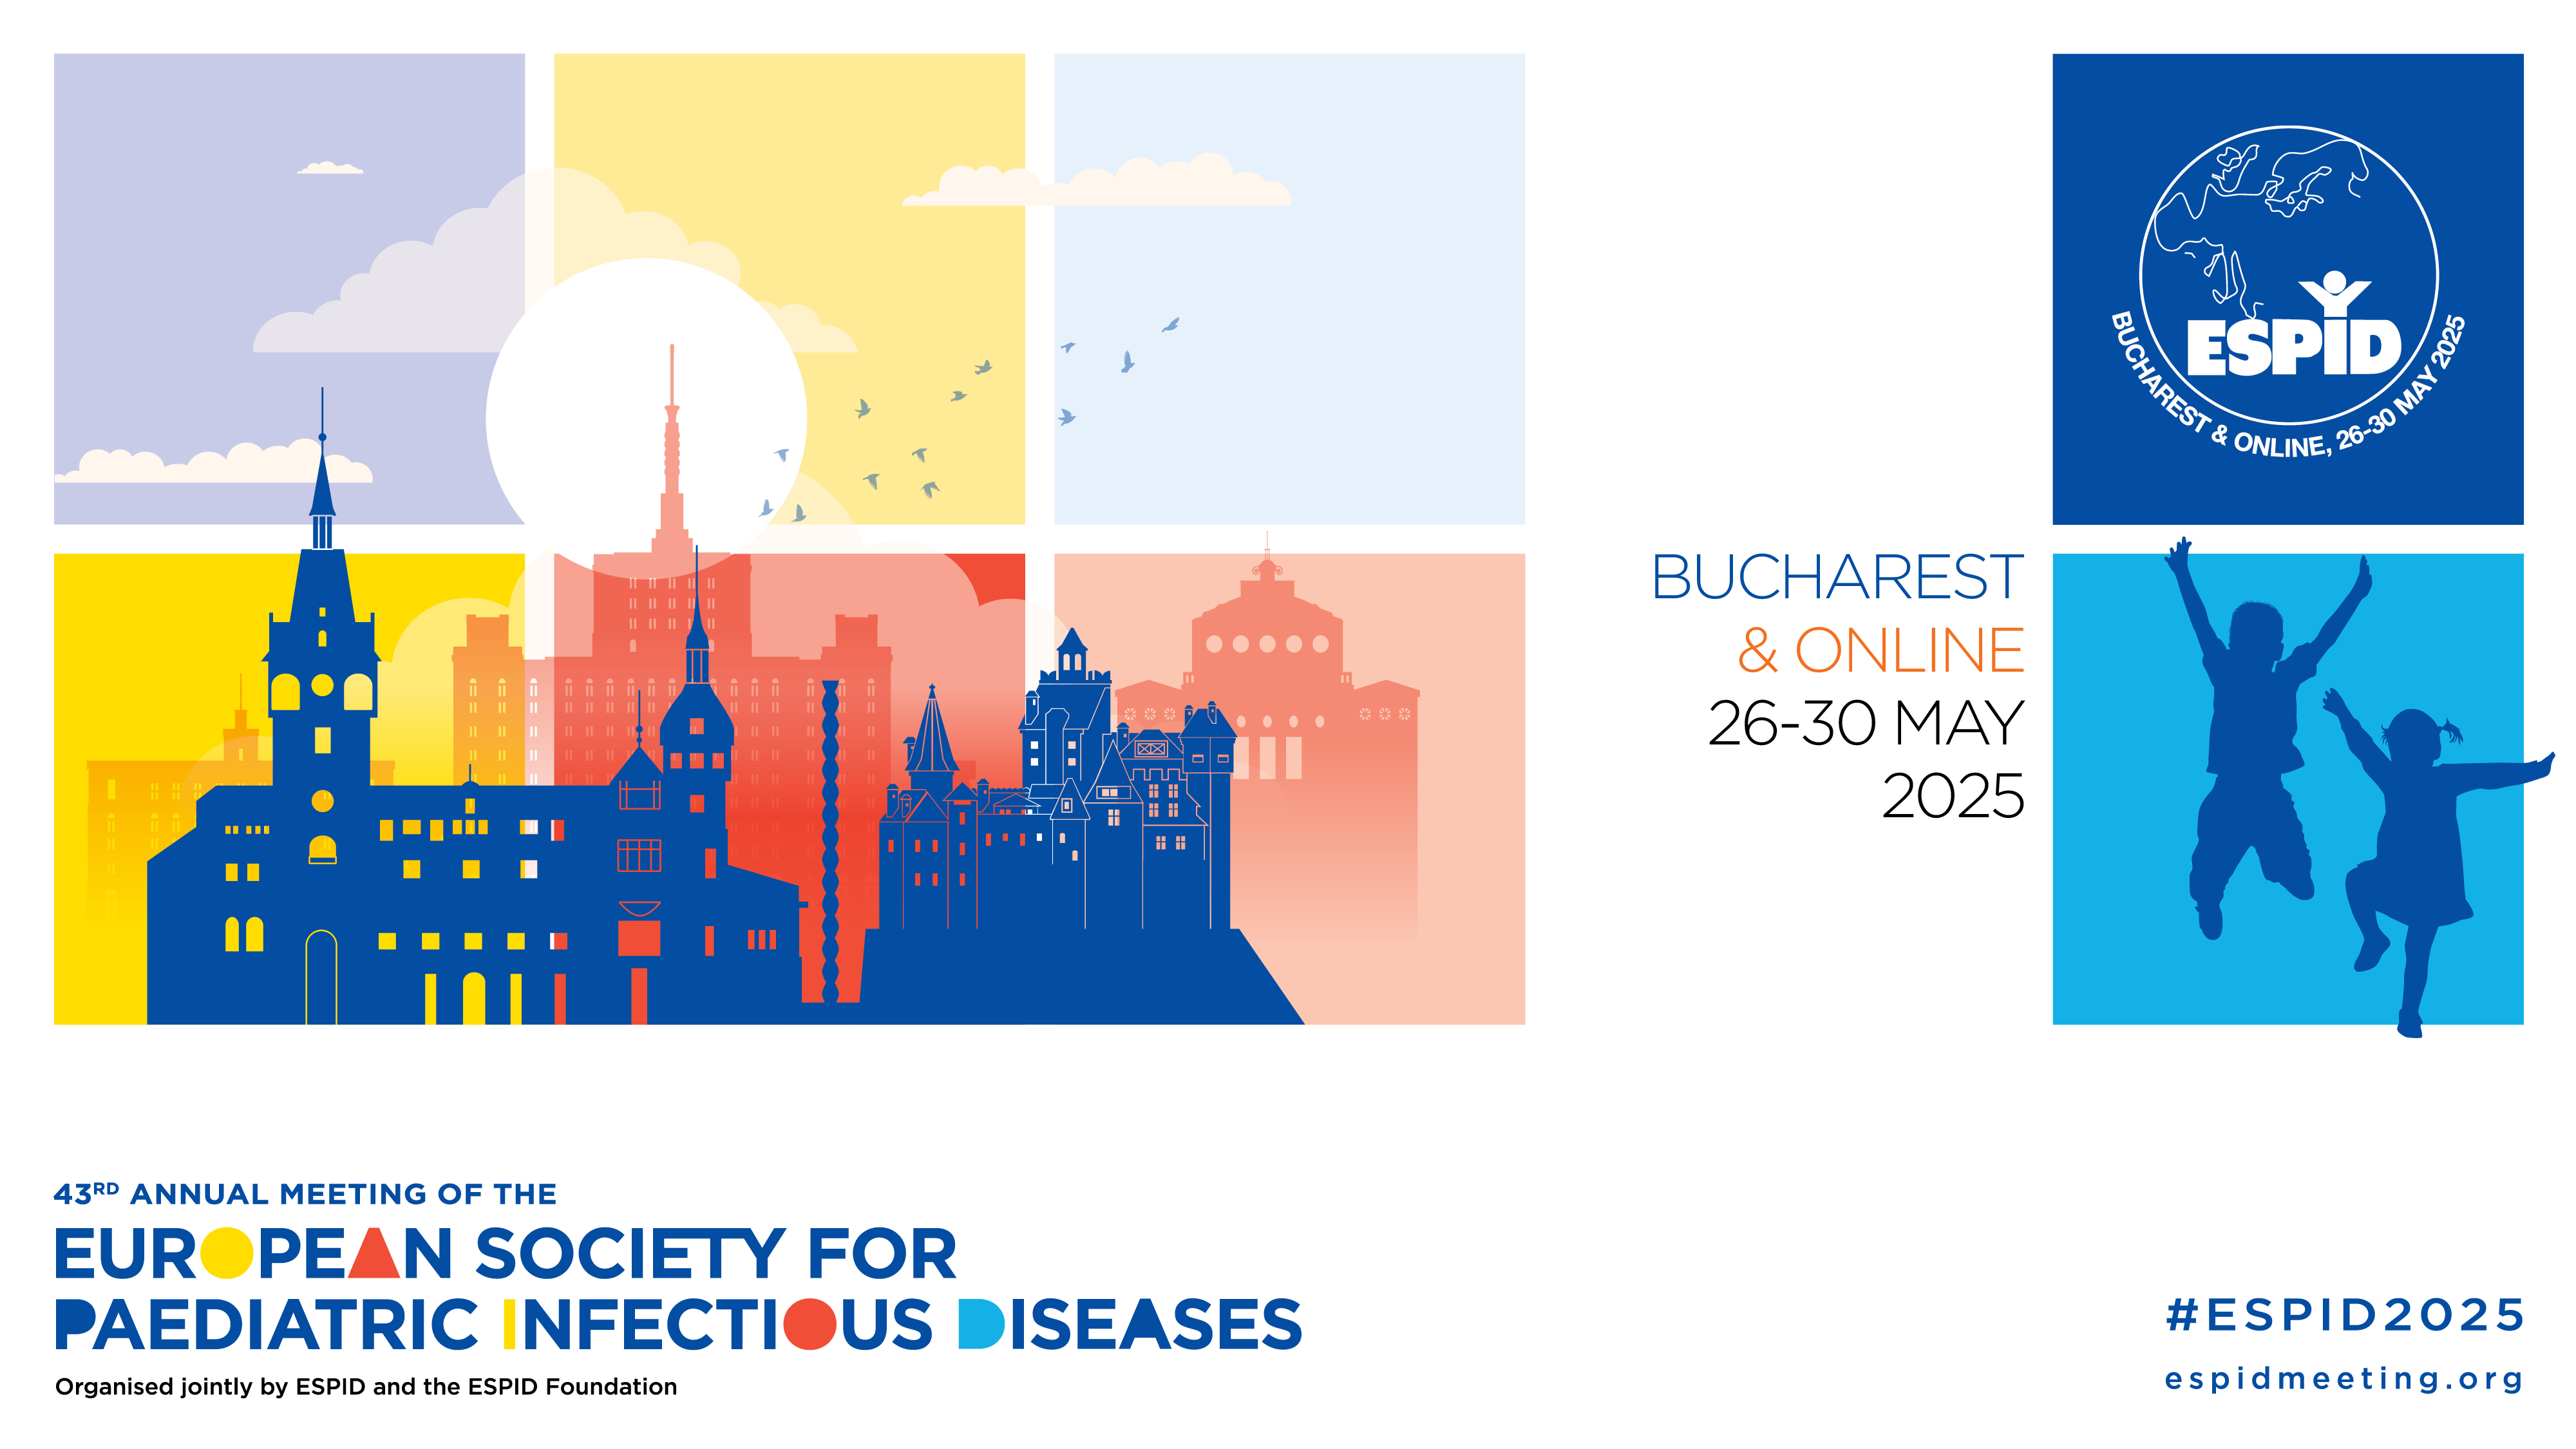 ESPID
BUCHAREST & ONLINE, 26-30 MAY 2025
BUCHAREST
& ONLINE
26-30 MAY
2025
43RD ANNUAL MEETING OF THE
EUROPEAN SOCIETY FOR
PAEDIATRIC INFECTIOUS DISEASES
Organised jointly by ESPID and the ESPID Foundation
#ESPID2025
espidmeeting.org